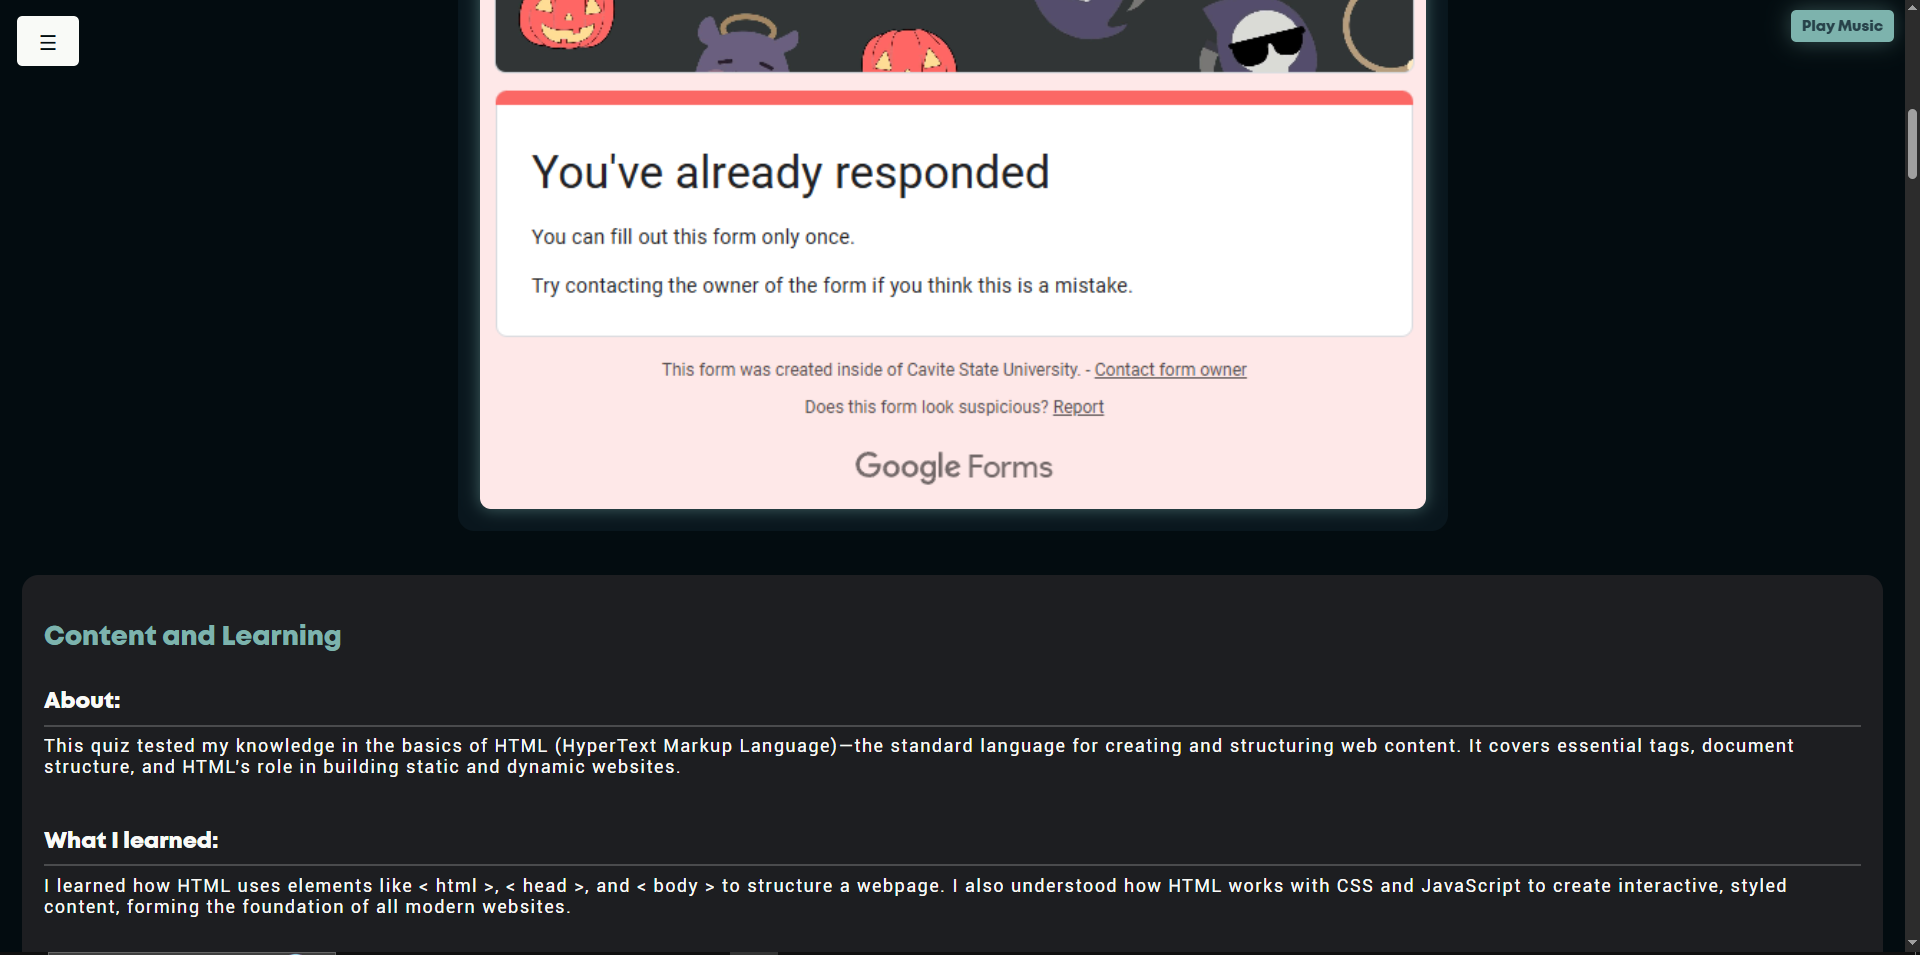 ☰
Play Music
You've already responded
You can fill out this form only once.
Try contacting the owner of the form if you think this is a mistake.
This form was created inside of Cavite State University. - Contact form owner
Does this form look suspicious? Report
Google Forms
Content and Learning
About:
This quiz tested my knowledge in the basics of HTML (HyperText Markup Language)—the standard language for creating and structuring web content. It covers essential tags, document
structure, and HTML's role in building static and dynamic websites.
What I learned:
I learned how HTML uses elements like < html >, < head >, and < body > to structure a webpage. I also understood how HTML works with CSS and JavaScript to create interactive, styled
content, forming the foundation of all modern websites.